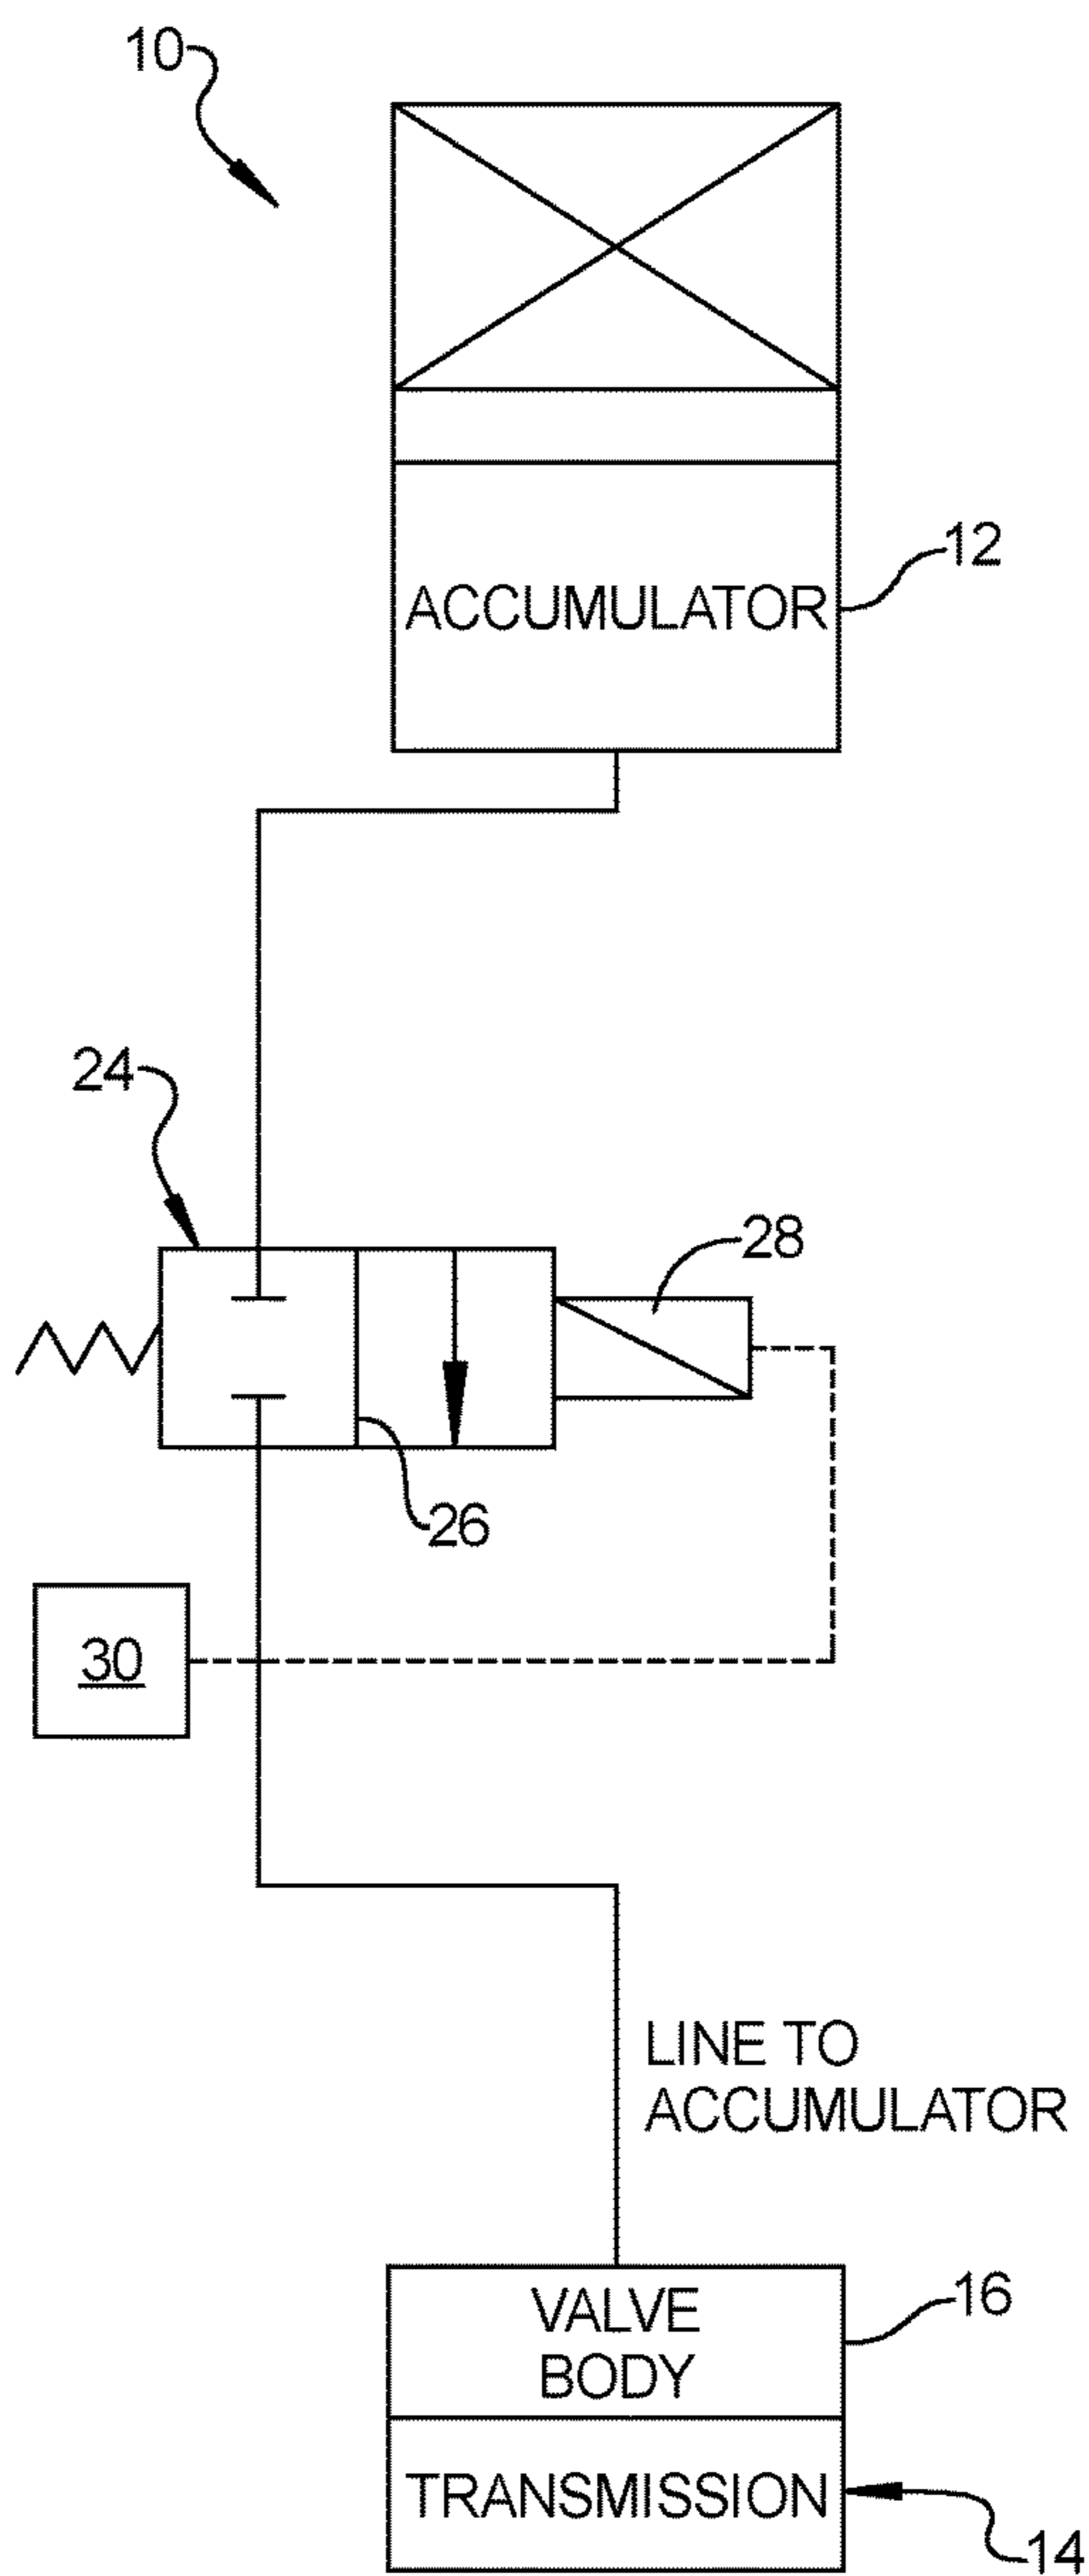 10
12
ACCUMULATOR
24
28
26
30
LINE TO
ACCUMULATOR
16
VALVE
BODY
TRANSMISSION
14